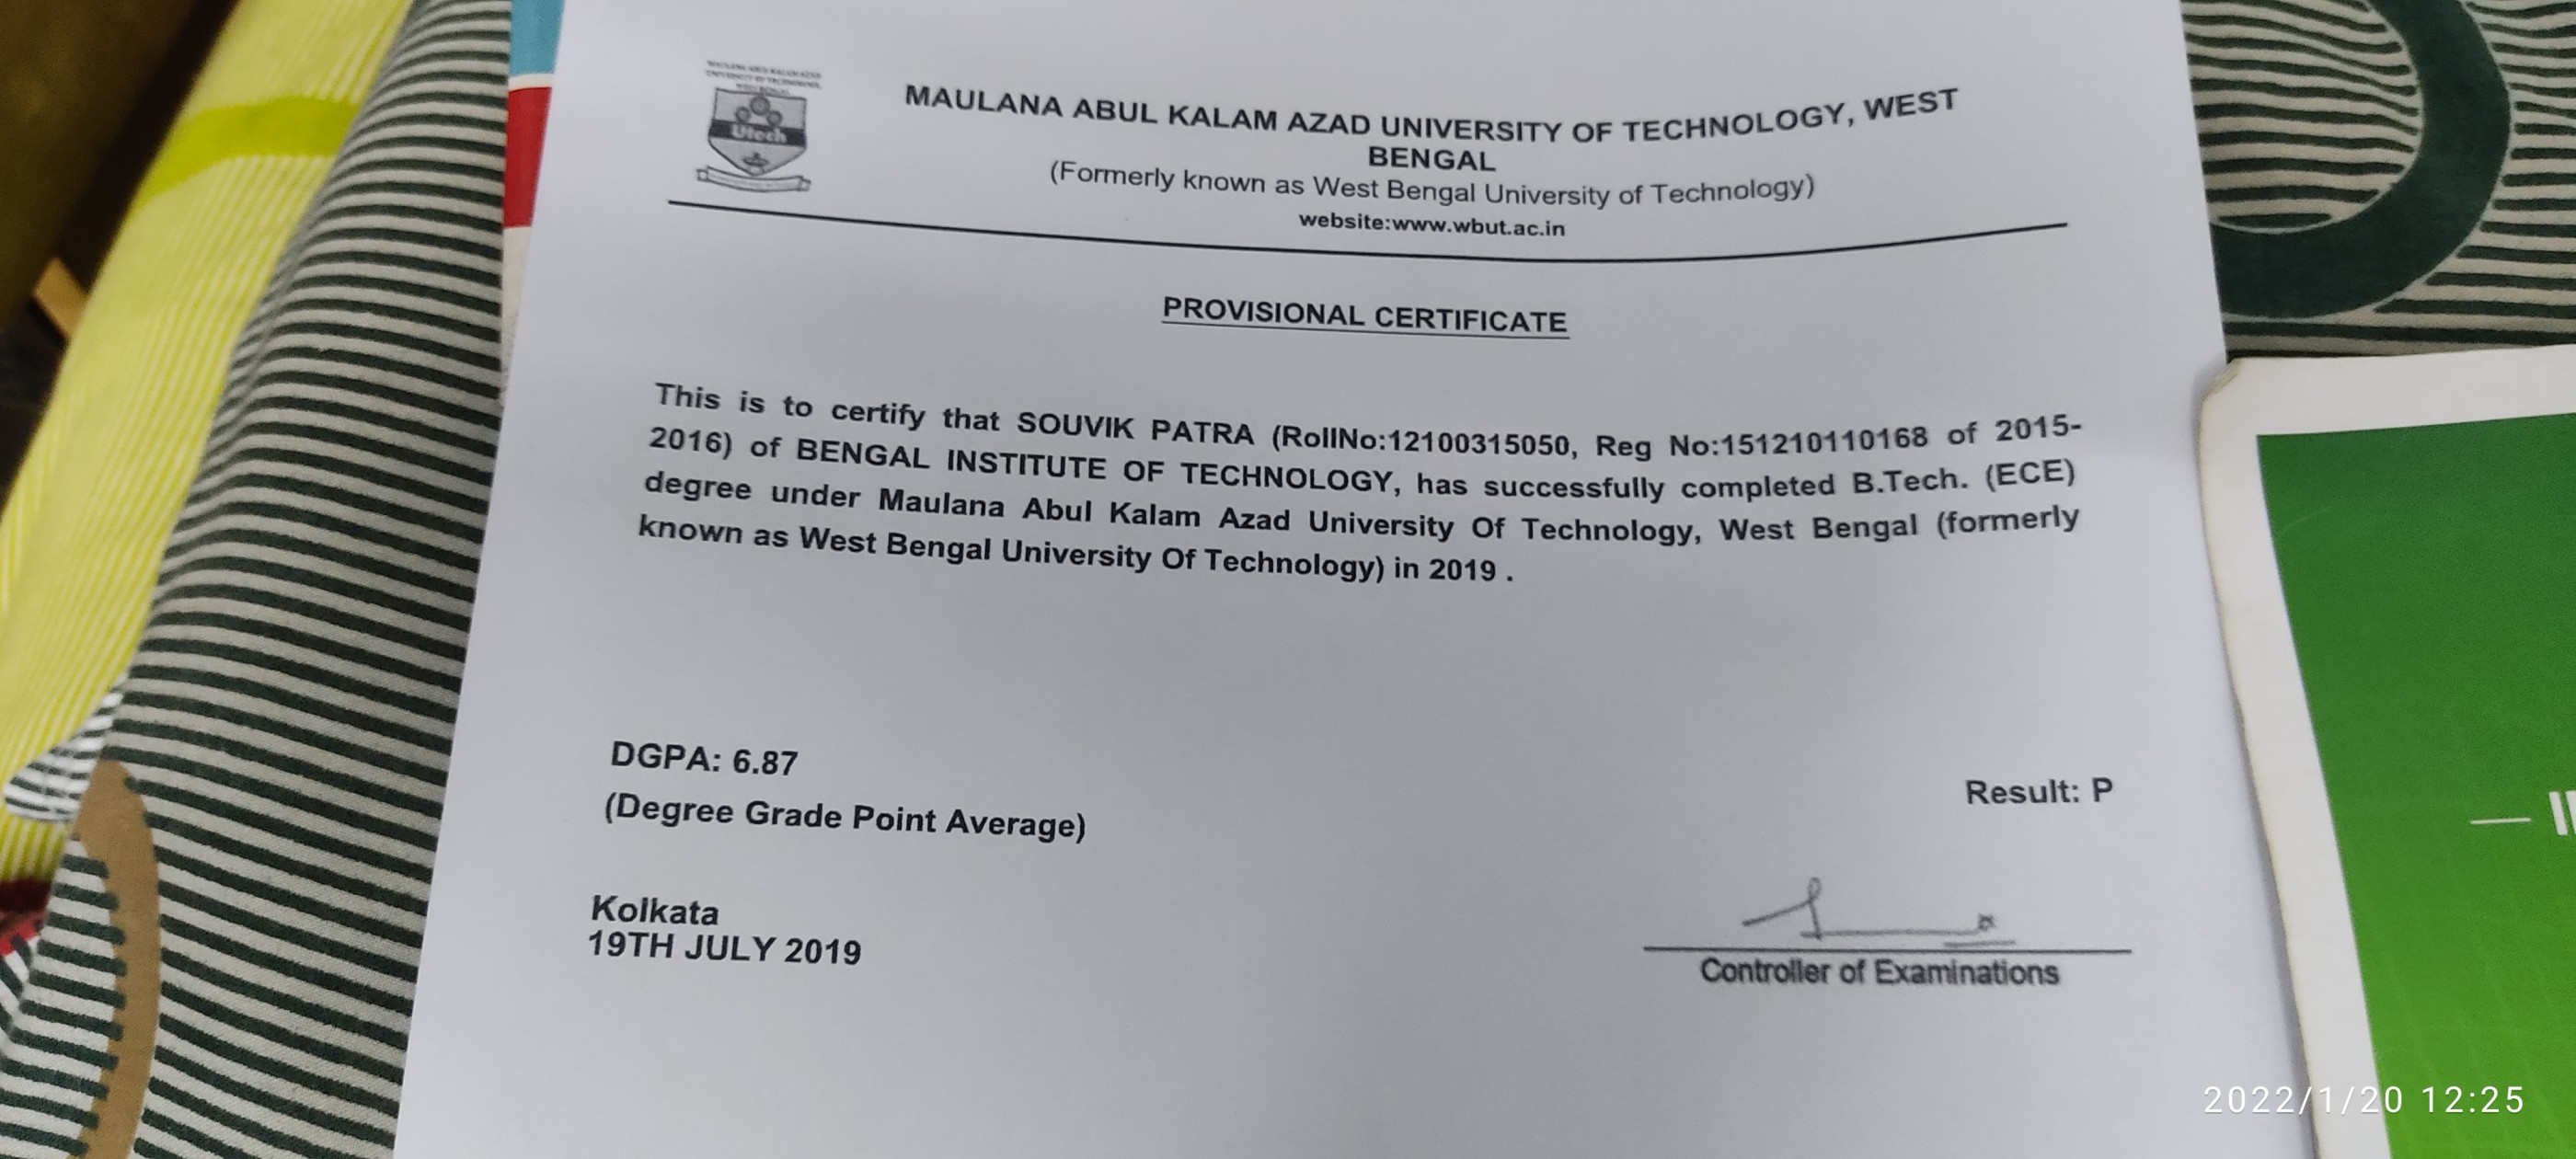 Utech
MAULANA ABUL KALAM AZAD UNIVERSITY OF TECHNOLOGY, WEST
BENGAL
(Formerly known as West Bengal University of Technology)
website:www.wbut.ac.in
PROVISIONAL CERTIFICATE
This is to certify that SOUVIK PATRA (RollNo:12100315050, Reg No:151210110168 of 2015-
2016) of BENGAL INSTITUTE OF TECHNOLOGY, has successfully completed B.Tech. (ECE)
degree under Maulana Abul Kalam Azad University Of Technology, West Bengal (formerly
known as West Bengal University Of Technology) in 2019 .
DGPA: 6.87
(Degree Grade Point Average)
Result: P
Kolkata
19TH JULY 2019
Controller of Examinations
2022/1/20 12:25